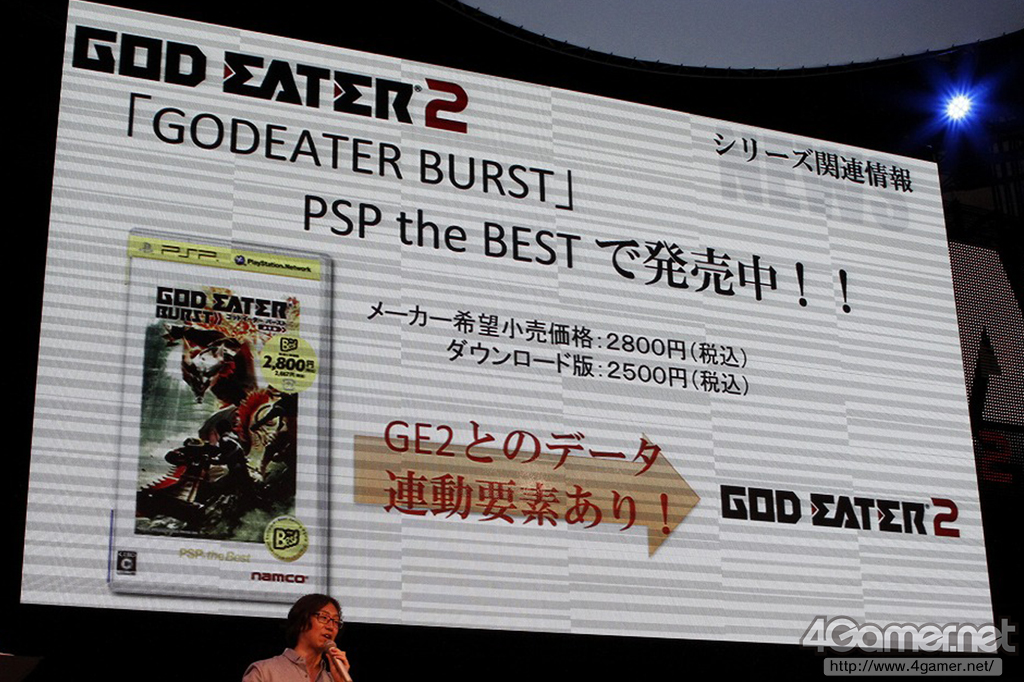 GOD EATER 2
シリーズ関連情報
NEWS
「GODEATER BURST」
PSP the BEST で発売中！！
メーカー希望小売価格：2800円(税込)
ダウンロード版：2500円(税込)
GE2とのデータ
連動要素あり！
GOD EATER 2
PSP
PlayStation Network
GOD EATER
BURST
2,800円
PSP the Best
C
namco
4Gamer.net
http://www.4gamer.net/